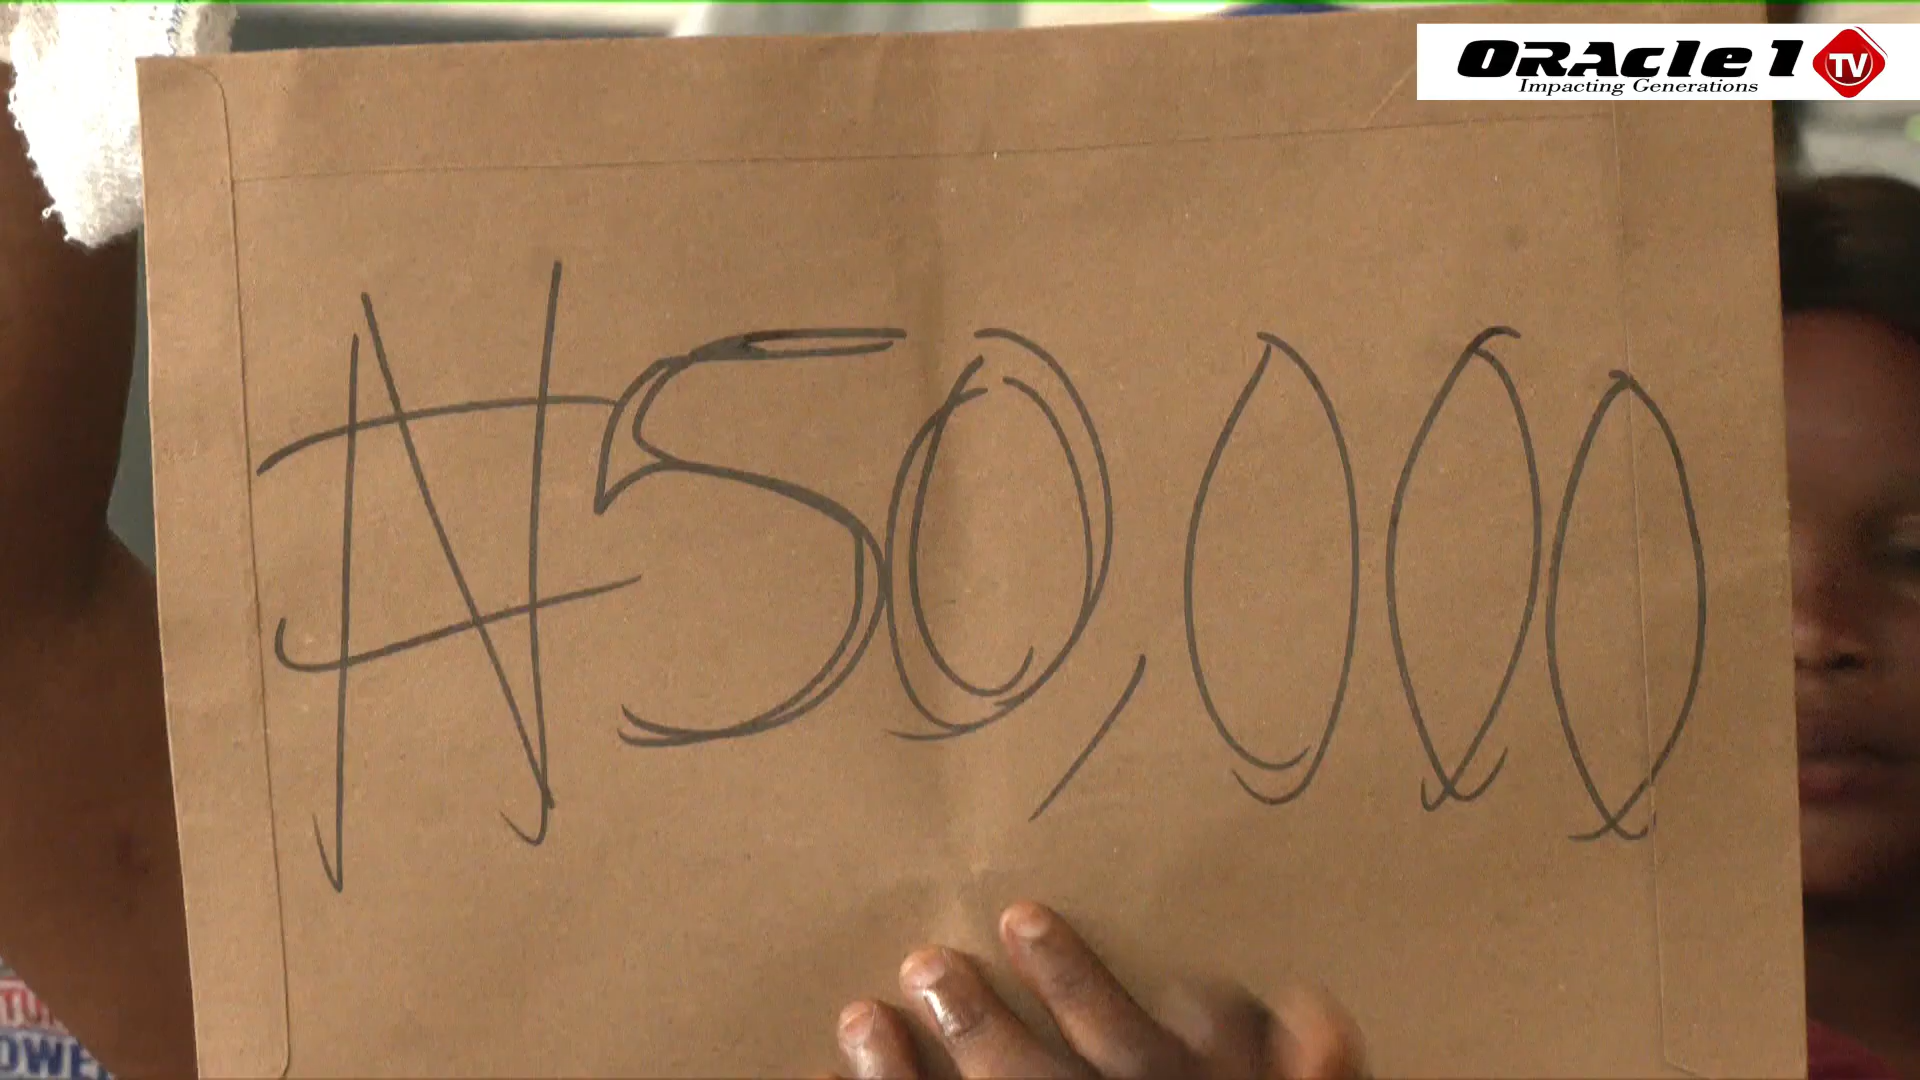 ORACLE 1 TV
Impacting Generations
₦50,000